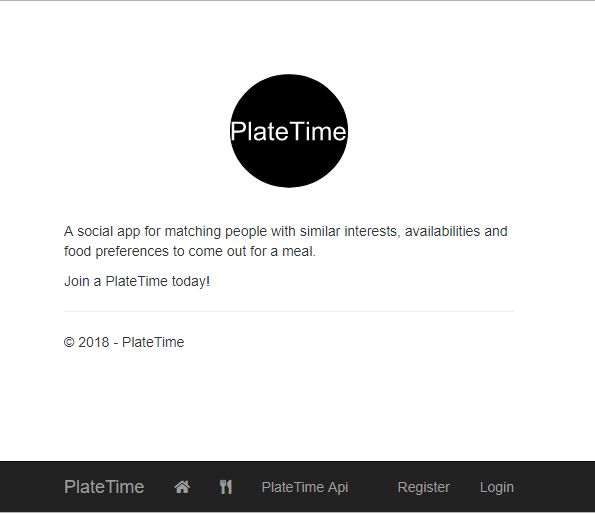 PlateTime
A social app for matching people with similar interests, availabilities and
food preferences to come out for a meal.
Join a PlateTime today!
© 2018 - PlateTime
PlateTime PlateTime Api Register Login